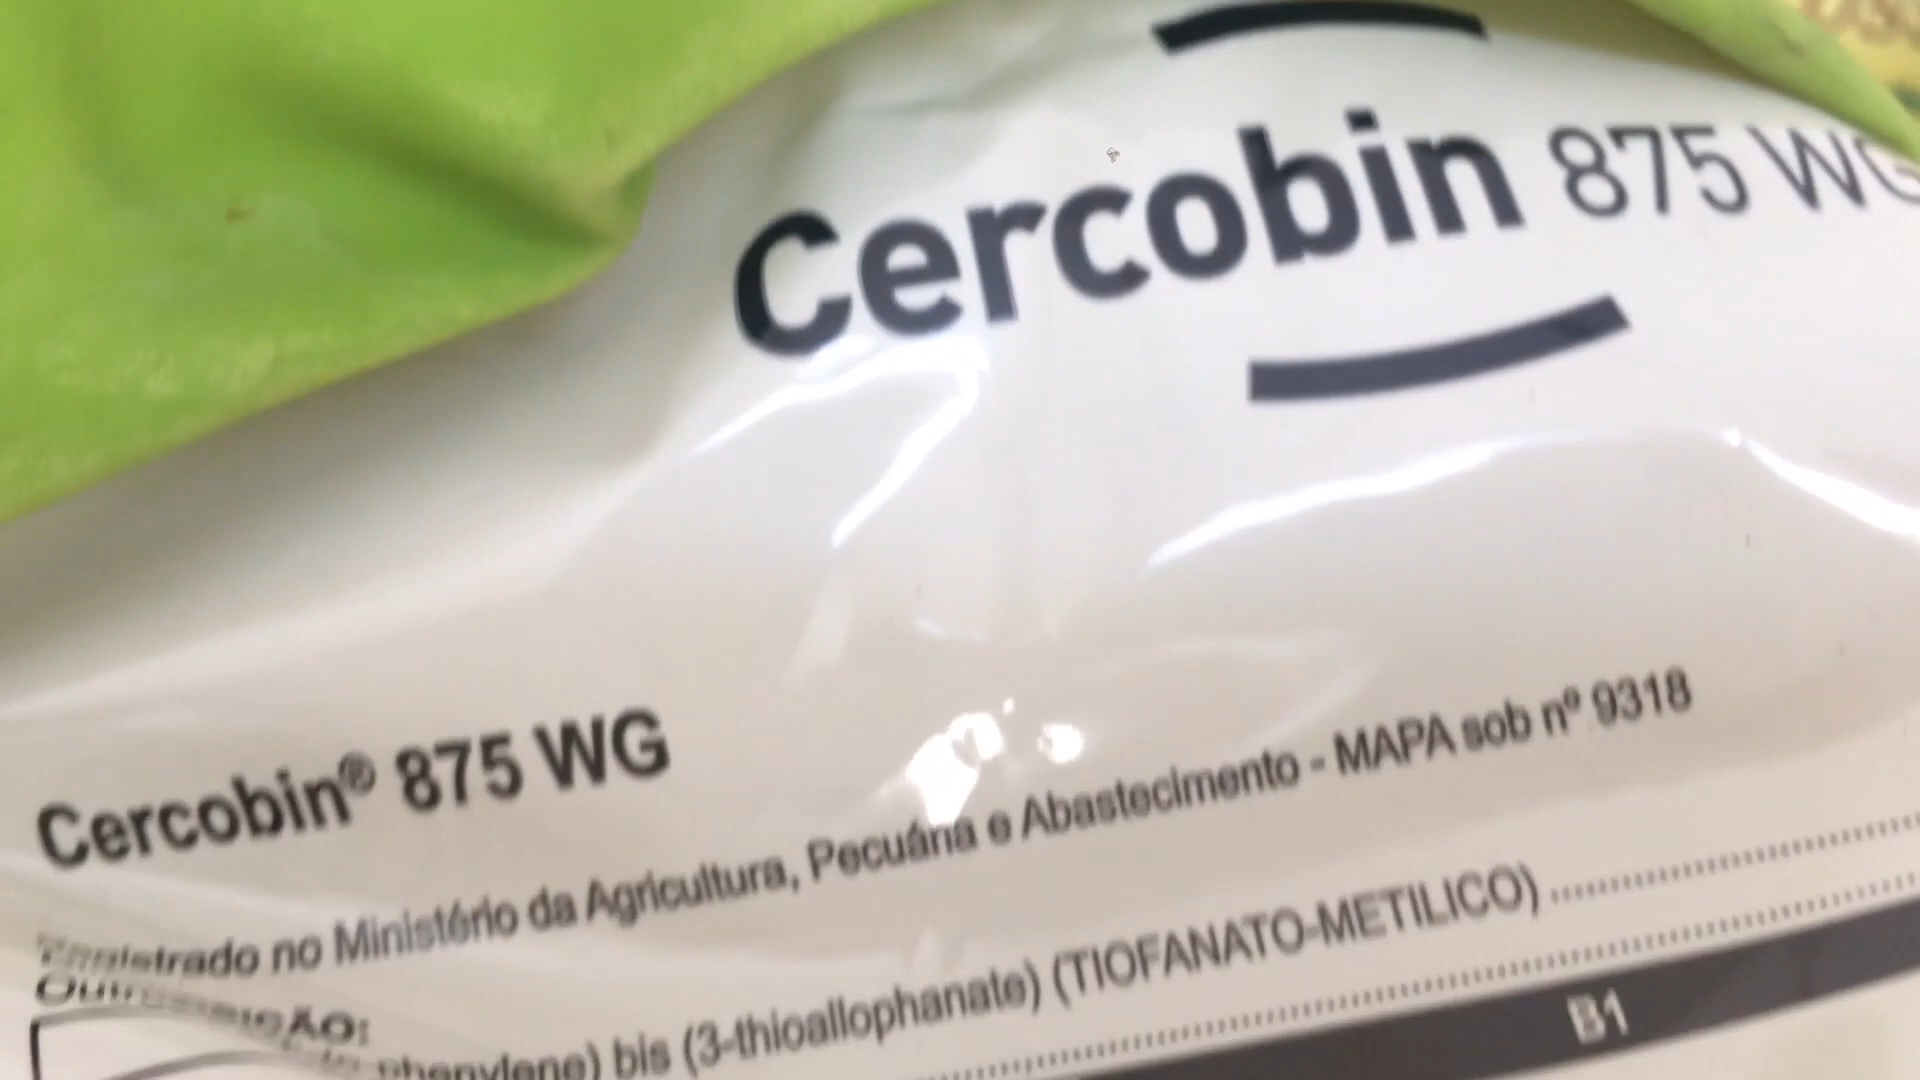 Cercobin 875 WG
Cercobin® 875 WG
Registrado no Ministério da Agricultura, Pecuária e Abastecimento - MAPA sob nº 9318
phenylene) bis (3-thioallophanate) (TIOFANATO-METILICO)
B1